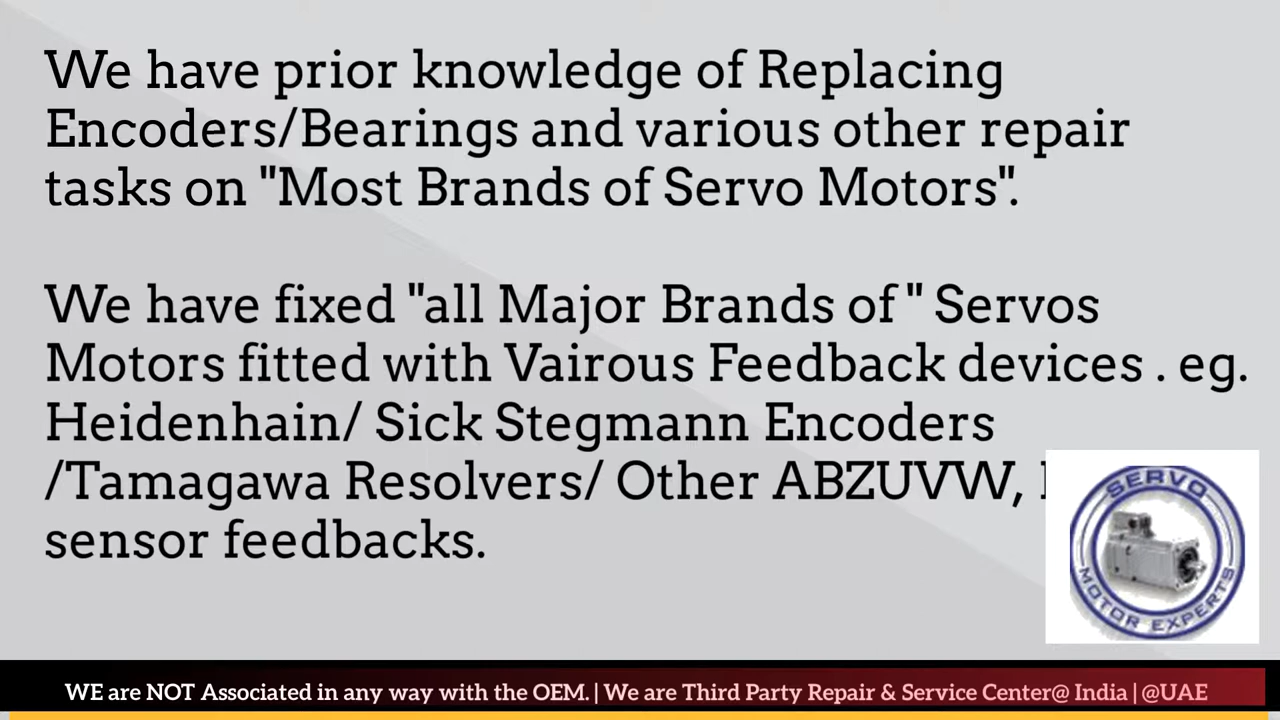 We have prior knowledge of Replacing
Encoders/Bearings and various other repair
tasks on "Most Brands of Servo Motors".
We have fixed "all Major Brands of " Servos
Motors fitted with Vairous Feedback devices . eg.
Heidenhain/ Sick Stegmann Encoders
/Tamagawa Resolvers/ Other ABZUVW,
sensor feedbacks.
SERVO
MOTOR EXPERTS
WE are NOT Associated in any way with the OEM. | We are Third Party Repair & Service Center@ India | @UAE